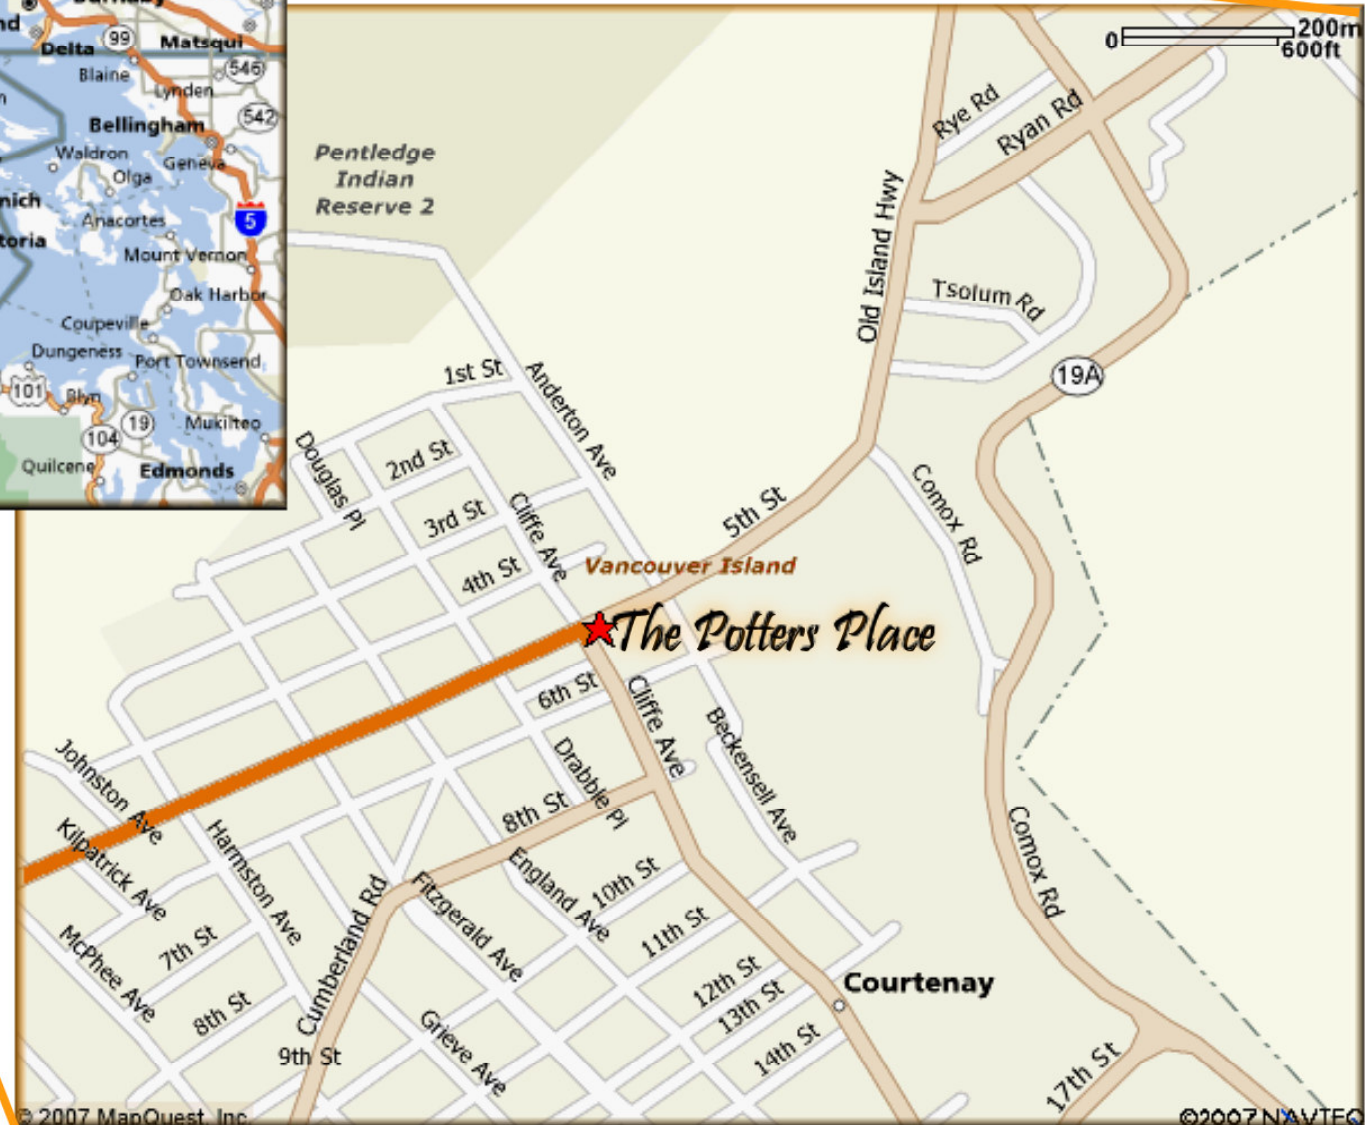 Delta
99
Matsqui
Blaine
546
Lynden
542
Bellingham
Waldron
Geneva
Olga
Anacortes
5
Mount Vernon
Oak Harbor
Coupeville
Dungeness
Port Townsend
101
Blyn
19
Mukilteo
104
Quilcene
Edmonds
0
200m
600ft
Pentledge
Indian
Reserve 2
Rye Rd
Ryan Rd
Old Island Hwy
Tsolum Rd
19A
1st St
Anderton Ave
Douglas Pl
2nd St
3rd St
Cliffe Ave
4th St
5th St
Comox Rd
Vancouver Island
The Potters Place
6th St
Cliffe Ave
Beckensell Ave
Drabble Pl
Johnston Ave
Kilpatrick Ave
Harmston Ave
8th St
England Ave
10th St
Comox Rd
Fitzgerald Ave
11th St
McPhee Ave
7th St
Cumberland Rd
12th St
Courtenay
13th St
8th St
14th St
9th St
Grieve Ave
17th St
© 2007 MapQuest, Inc
©2007 NAVTEQ